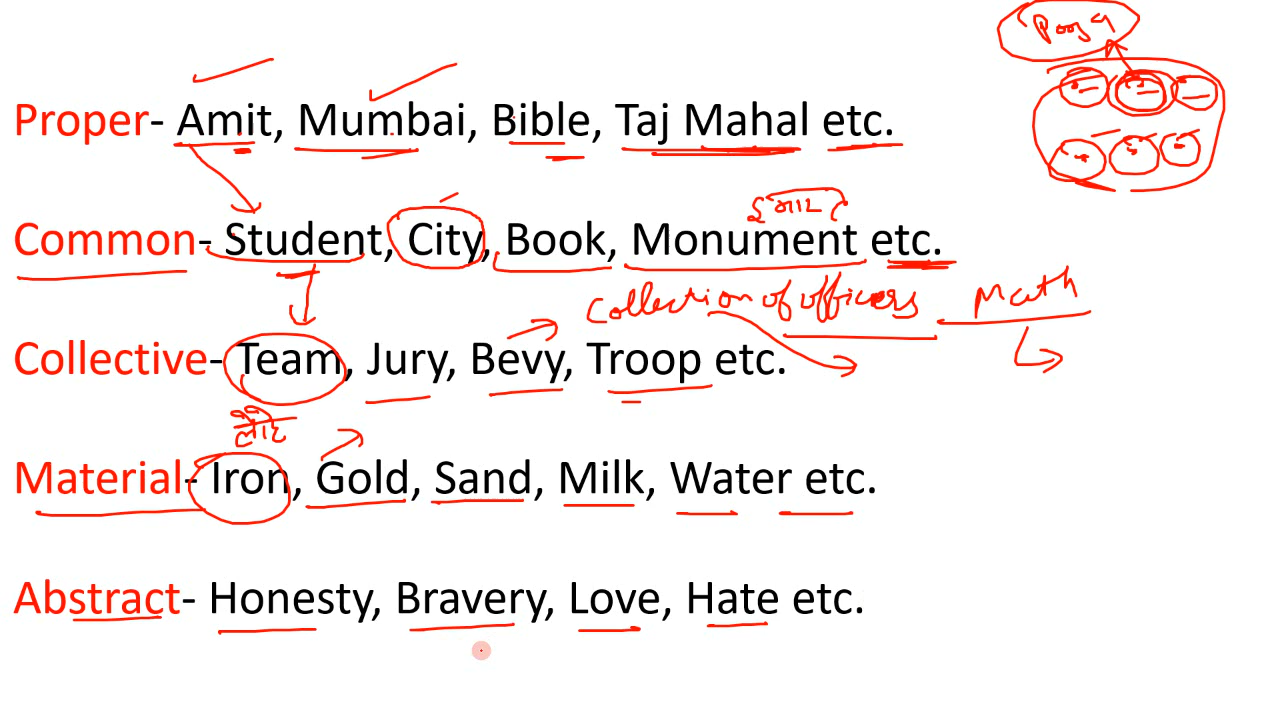 Pooja
Proper- Amit, Mumbai, Bible, Taj Mahal etc.
इमारत
Common- Student, City, Book, Monument etc.
Collection of officers Math
Collective- Team, Jury, Bevy, Troop etc.
Material- Iron, Gold, Sand, Milk, Water etc.
Abstract- Honesty, Bravery, Love, Hate etc.